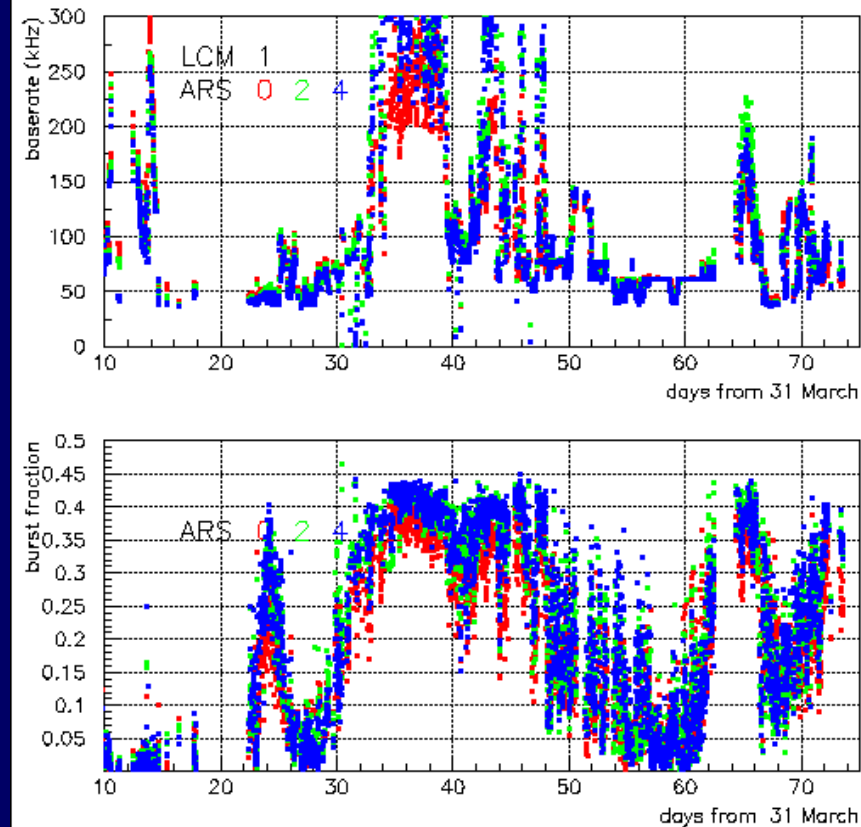 baserate (kHz)
300
250
200
150
100
50
0
LCM 1
ARS 0 2 4
10 20 30 40 50 60 70
days from 31 March
burst fraction
0.5
0.45
0.4
0.35
0.3
0.25
0.2
0.15
0.1
0.05
ARS 0 2 4
10 20 30 40 50 60 70
days from 31 March